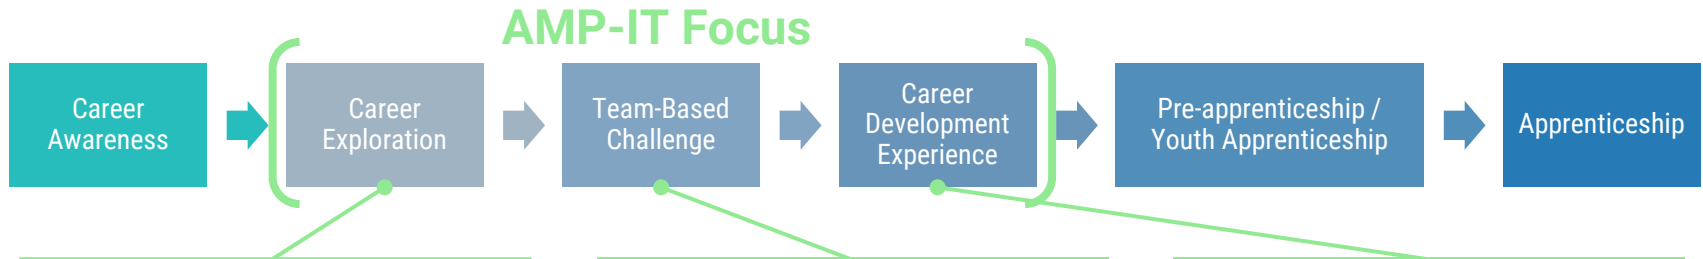 AMP-IT Focus
Career
Awareness
Career
Exploration
Team-Based
Challenge
Career
Development
Experience
Pre-apprenticeship /
Youth Apprenticeship
Apprenticeship